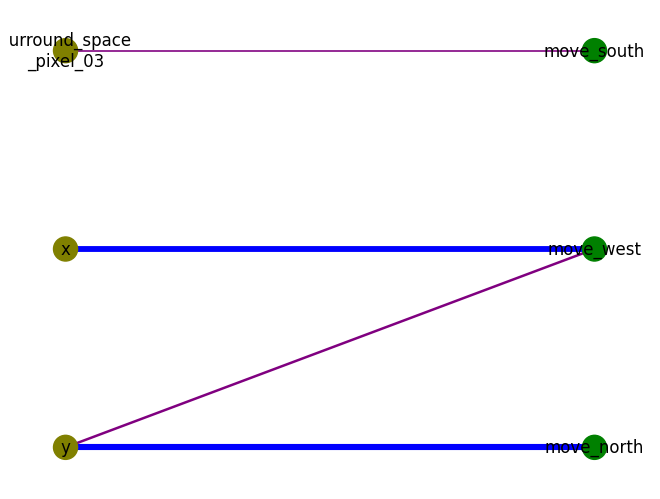 urround_space
_pixel_03
move_south
x
move_west
y
move_north